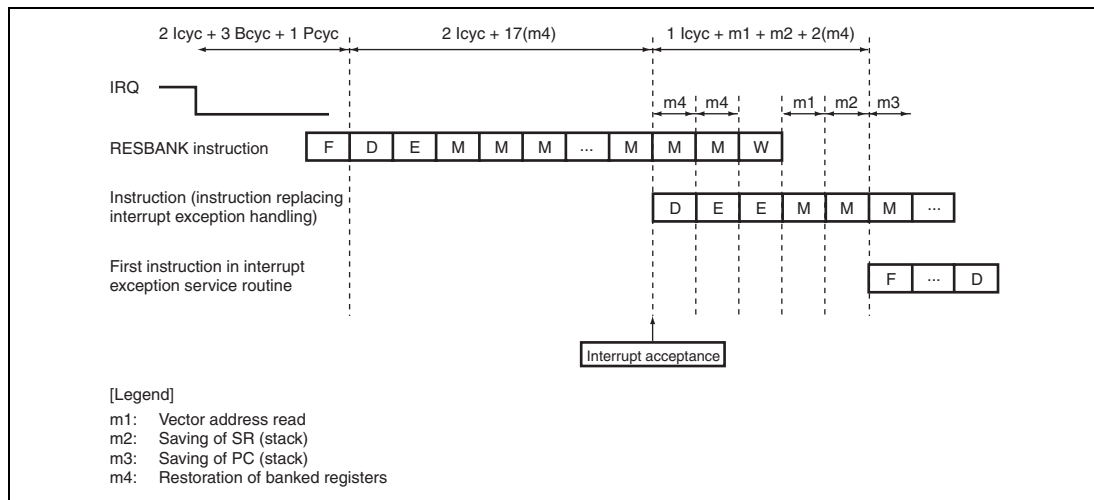 2 Icyc + 3 Bcyc + 1 Pcyc 2 Icyc + 17(m4) 1 Icyc + m1 + m2 + 2(m4)
IRQ
m4 m4 m1 m2 m3
RESBANK instruction F D E M M M ... M M M W
Instruction (instruction replacing
interrupt exception handling) D E E M M M ...
First instruction in interrupt
exception service routine F ... D
Interrupt acceptance
[Legend]
m1: Vector address read
m2: Saving of SR (stack)
m3: Saving of PC (stack)
m4: Restoration of banked registers